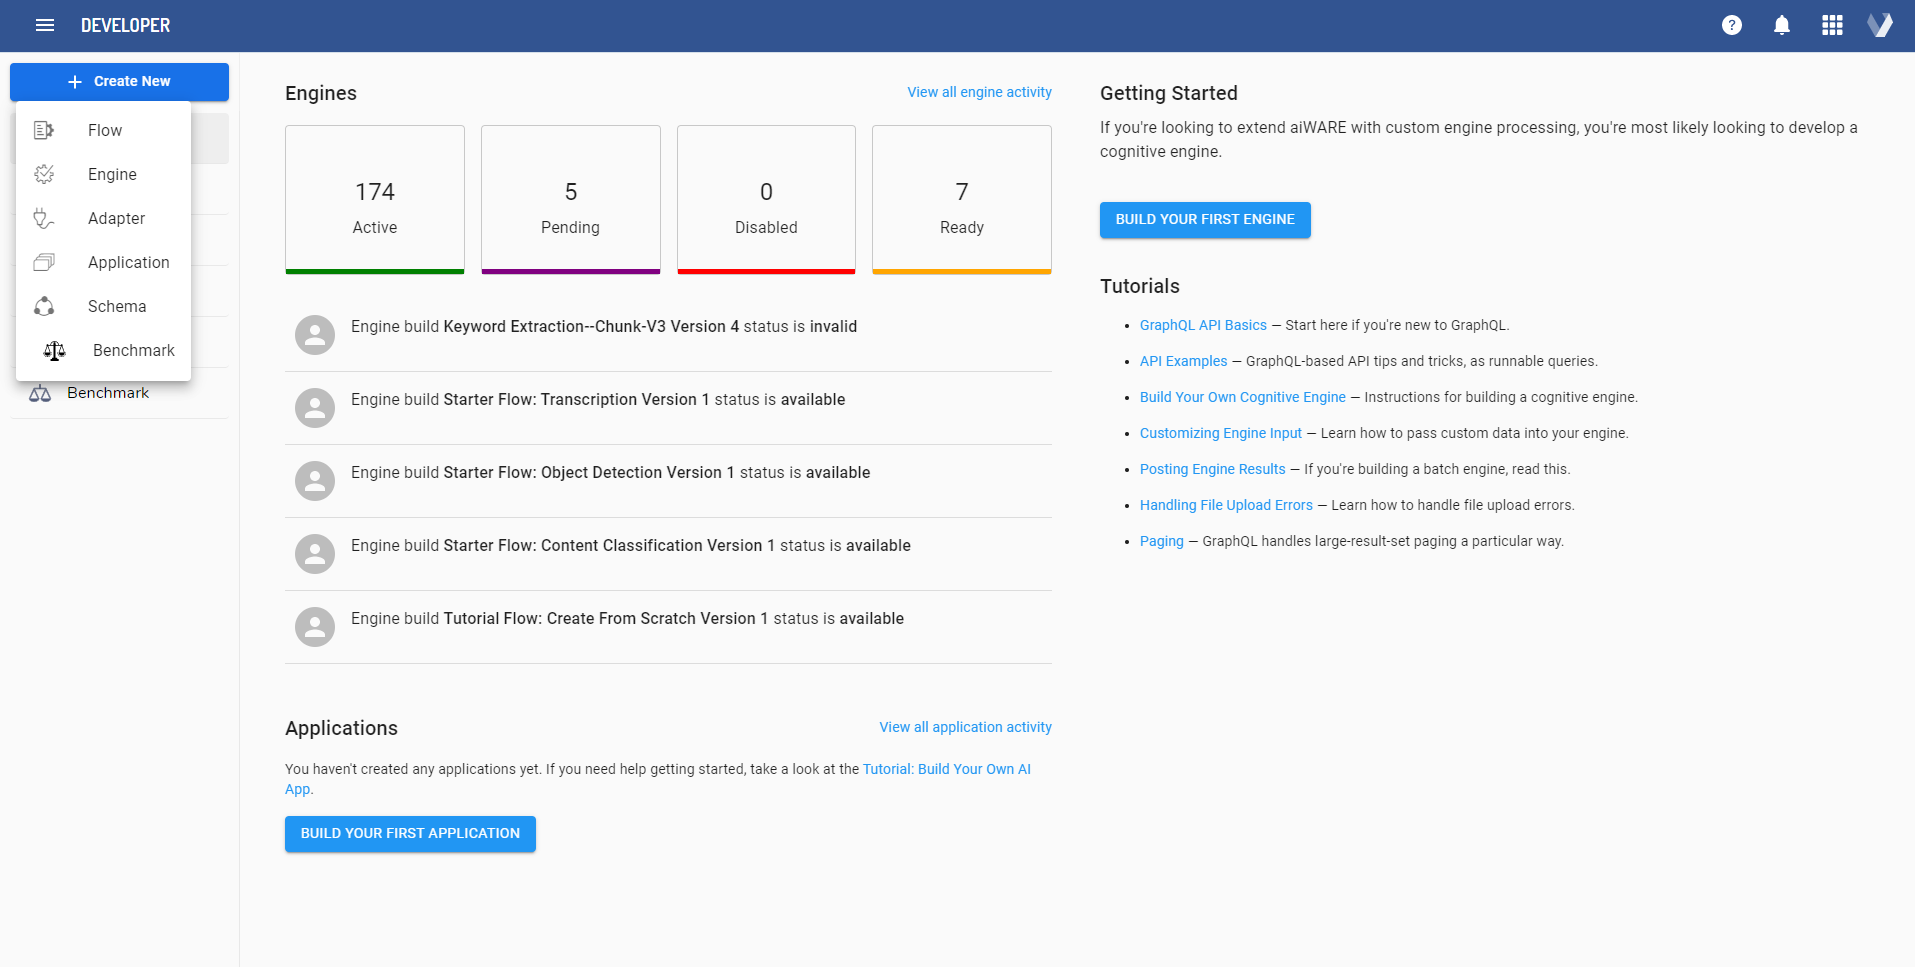 DEVELOPER
Create New
Flow
Engine
Adapter
Application
Schema
Benchmark
Benchmark
Engines
View all engine activity
174
Active
5
Pending
0
Disabled
7
Ready
Engine build Keyword Extraction--Chunk-V3 Version 4 status is invalid
Engine build Starter Flow: Transcription Version 1 status is available
Engine build Starter Flow: Object Detection Version 1 status is available
Engine build Starter Flow: Content Classification Version 1 status is available
Engine build Tutorial Flow: Create From Scratch Version 1 status is available
Applications
View all application activity
You haven't created any applications yet. If you need help getting started, take a look at the Tutorial: Build Your Own AI
App.
BUILD YOUR FIRST APPLICATION
Getting Started
If you're looking to extend aiWARE with custom engine processing, you're most likely looking to develop a
cognitive engine.
BUILD YOUR FIRST ENGINE
Tutorials
• GraphQL API Basics — Start here if you're new to GraphQL.
• API Examples — GraphQL-based API tips and tricks, as runnable queries.
• Build Your Own Cognitive Engine — Instructions for building a cognitive engine.
• Customizing Engine Input — Learn how to pass custom data into your engine.
• Posting Engine Results — If you're building a batch engine, read this.
• Handling File Upload Errors — Learn how to handle file upload errors.
• Paging — GraphQL handles large-result-set paging a particular way.